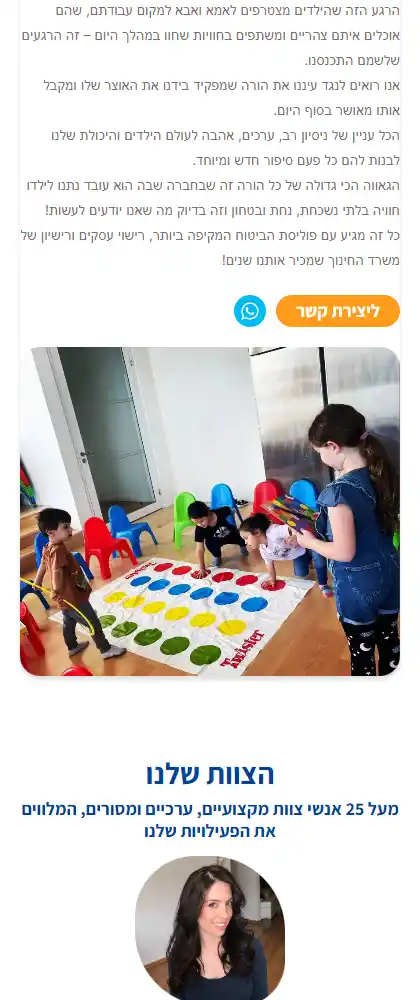 הרגע הזה שהילדים מצטרפים לאמא ואבא למקום עבודתם, שהם
אוכלים איתם צהריים ומשתפים בחוויות שחוו במהלך היום – זה הרגעים
שלשמם התכנסנו.
אנו רואים לנגד עיננו את הורה שמפקיד בידנו את האוצר שלו ומקבל
אותו מאושר בסוף היום.
הכל עניין של ניסיון רב, ערכים, אהבה לעולם הילדים והיכולת שלנו
לבנות להם כל פעם סיפור חדש ומיוחד.
הגאווה הכי גדולה של כל הורה זה שבחברה שבה הוא עובד נתנו לילדו
חוויה בלתי נשכחת, נחת ובטחון וזה בדיוק מה שאנו יודעים לעשות!
כל זה מגיע עם פוליסת הביטוח המקיפה ביותר, רישוי עסקים ורישיון של
משרד החינוך שמכיר אותנו שנים!
ליצירת קשר
Twister
Twister
הצוות שלנו
מעל 25 אנשי צוות מקצועיים, ערכיים ומסורים, המלווים
את הפעילויות שלנו